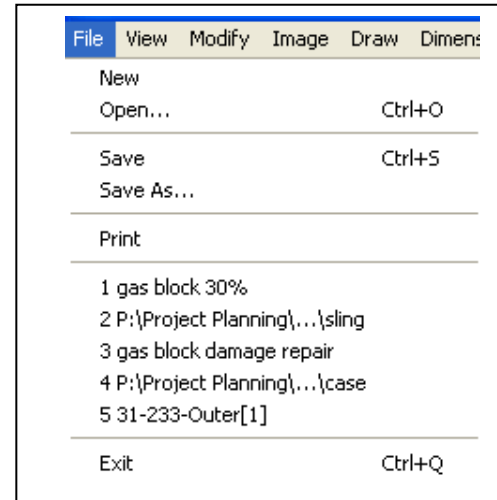 File View Modify Image Draw Dimens
New
Open... Ctrl+O
Save Ctrl+S
Save As...
Print
1 gas block 30%
2 P:\Project Planning\...\sling
3 gas block damage repair
4 P:\Project Planning\...\case
5 31-233-Outer[1]
Exit Ctrl+Q